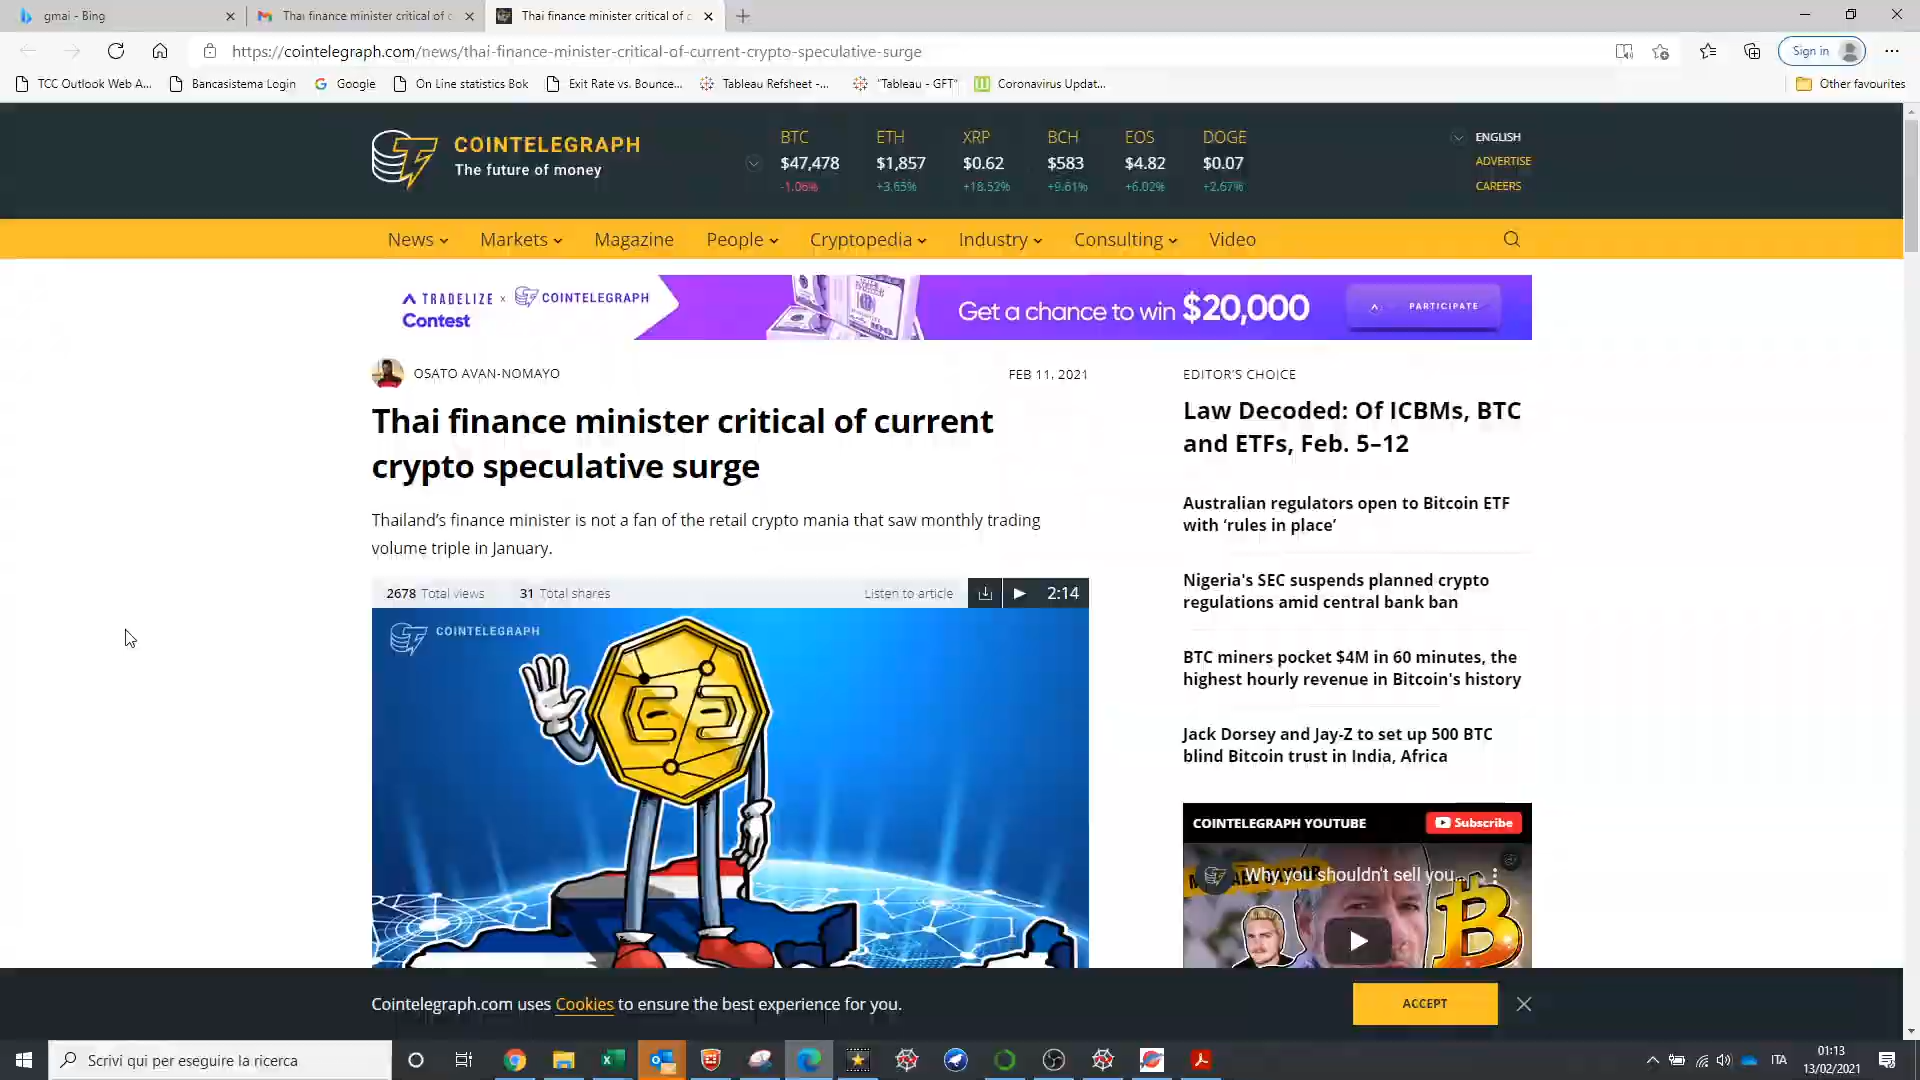 gmai - Bing
Thai finance minister critical of c
Thai finance minister critical of c
https://cointelegraph.com/news/thai-finance-minister-critical-of-current-crypto-speculative-surge
Sign in
TCC Outlook Web A...
Bancasistema Login
Google
On Line statistics Bok
Exit Rate vs. Bounce...
Tableau Refsheet -...
"Tableau - GFT"
Coronavirus Updat...
Other favourites
COINTELEGRAPH
The future of money
BTC
$47,478
-1.06%
ETH
$1,857
+3.65%
XRP
$0.62
+18.52%
BCH
$583
+9.61%
EOS
$4.82
+6.02%
DOGE
$0.07
+2.67%
ENGLISH
ADVERTISE
CAREERS
News
Markets
Magazine
People
Cryptopedia
Industry
Consulting
Video
TRADELIZE x COINTELEGRAPH
Contest
Get a chance to win $20,000
PARTICIPATE
OSATO AVAN-NOMAYO
FEB 11, 2021
Thai finance minister critical of current
crypto speculative surge
Thailand’s finance minister is not a fan of the retail crypto mania that saw monthly trading
volume triple in January.
2678 Total views
31 Total shares
Listen to article
2:14
COINTELEGRAPH
EDITOR’S CHOICE
Law Decoded: Of ICBMs, BTC
and ETFs, Feb. 5–12
Australian regulators open to Bitcoin ETF
with ‘rules in place’
Nigeria's SEC suspends planned crypto
regulations amid central bank ban
BTC miners pocket $4M in 60 minutes, the
highest hourly revenue in Bitcoin's history
Jack Dorsey and Jay-Z to set up 500 BTC
blind Bitcoin trust in India, Africa
COINTELEGRAPH YOUTUBE
Subscribe
Why you shouldn't sell you...
Cointelegraph.com uses Cookies to ensure the best experience for you.
ACCEPT
Scrivi qui per eseguire la ricerca
ITA
01:13
13/02/2021